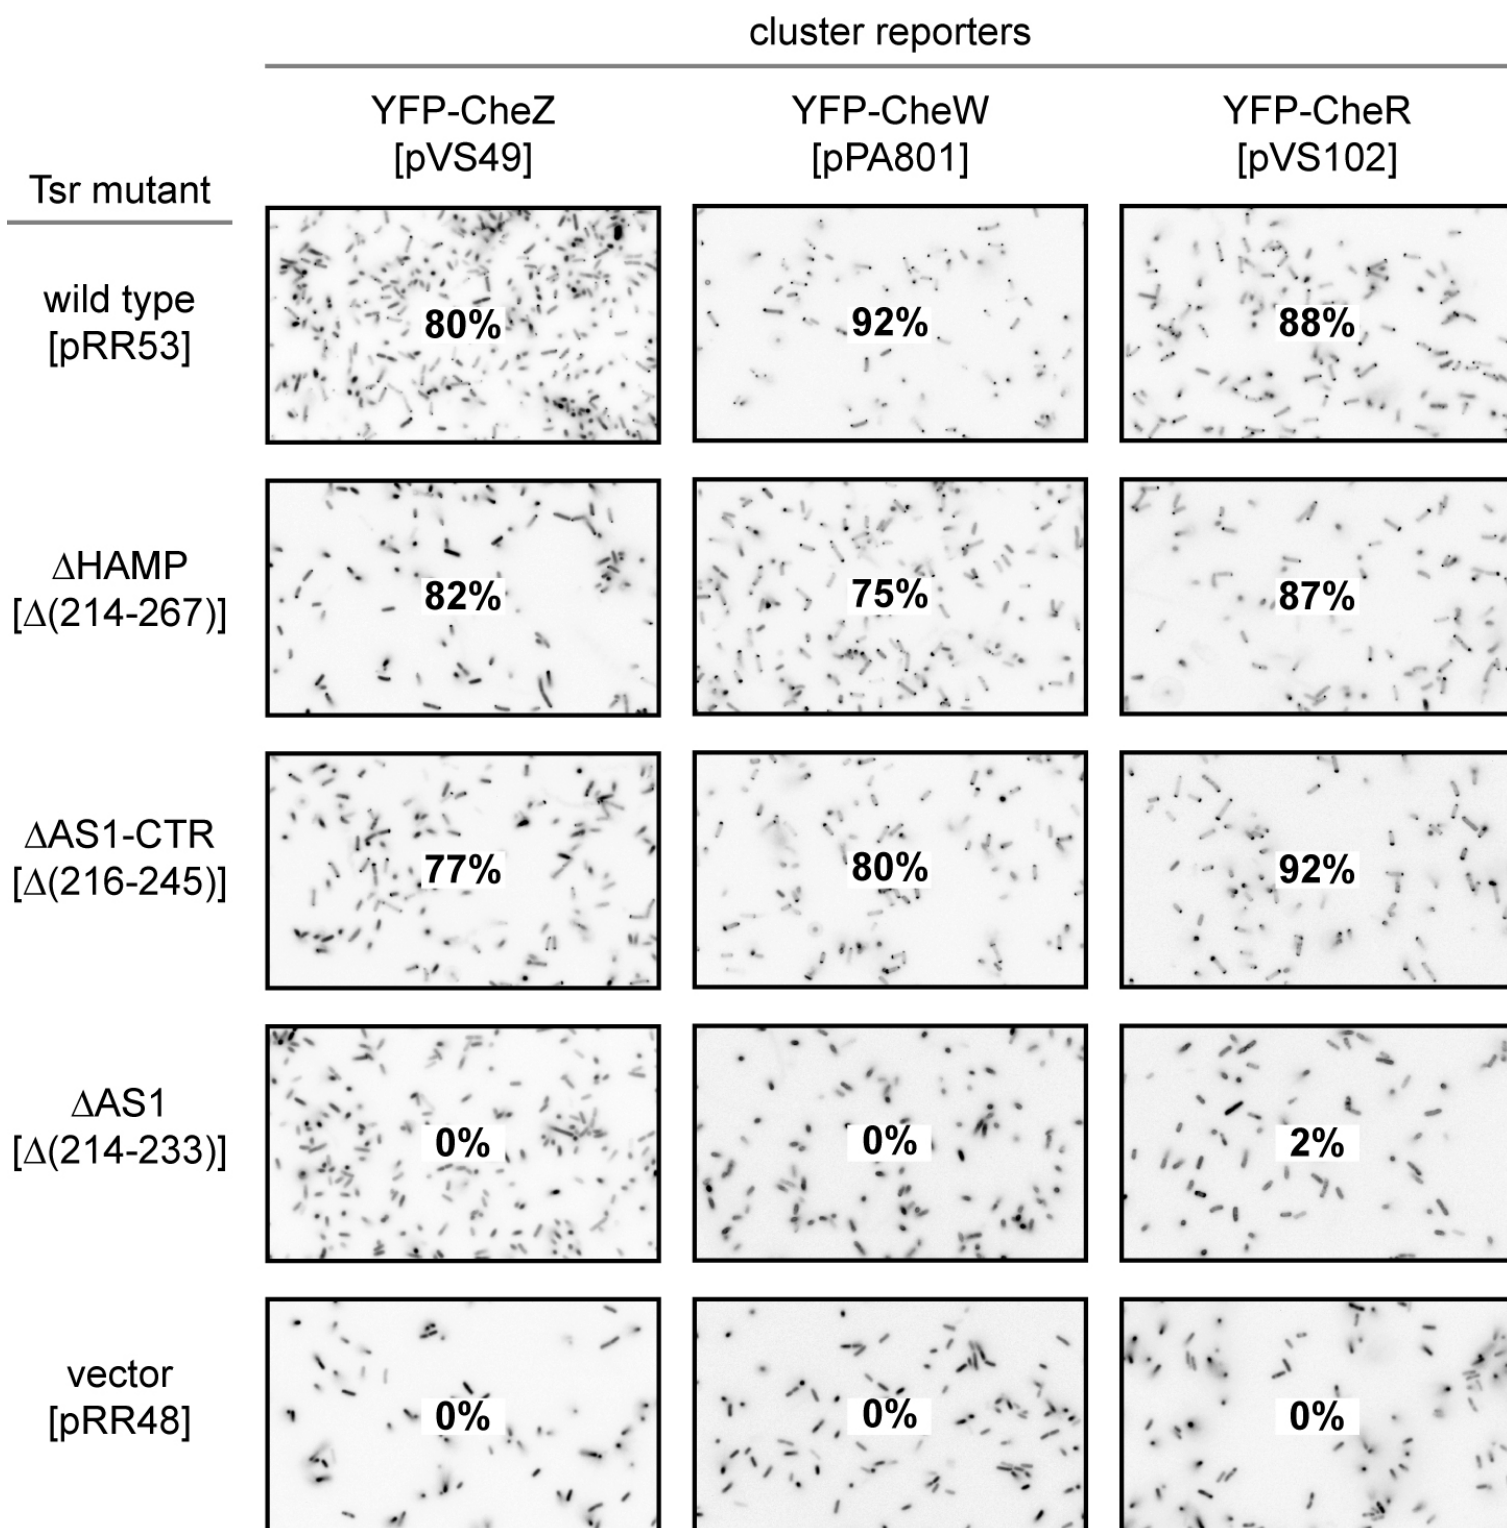 cluster reporters
YFP-CheZ
[pVS49]
YFP-CheW
[pPA801]
YFP-CheR
[pVS102]
Tsr mutant
wild type
[pRR53]
80%
92%
88%
ΔHAMP
[Δ(214-267)]
82%
75%
87%
ΔAS1-CTR
[Δ(216-245)]
77%
80%
92%
ΔAS1
[Δ(214-233)]
0%
0%
2%
vector
[pRR48]
0%
0%
0%